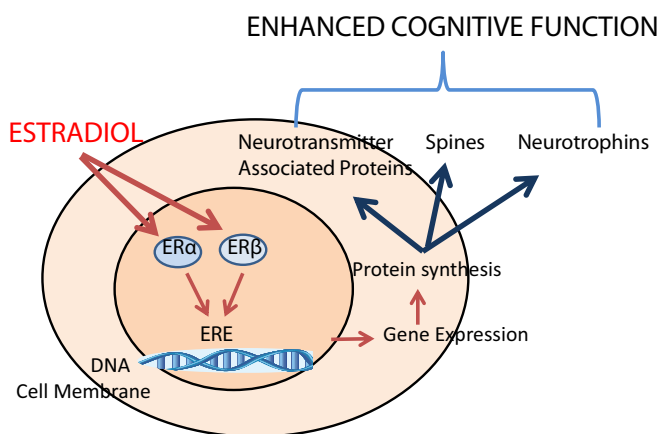 ENHANCED COGNITIVE FUNCTION
ESTRADIOL
Neurotransmitter
Associated Proteins
Spines
Neurotrophins
ERα
ERβ
Protein synthesis
ERE
Gene Expression
DNA
Cell Membrane